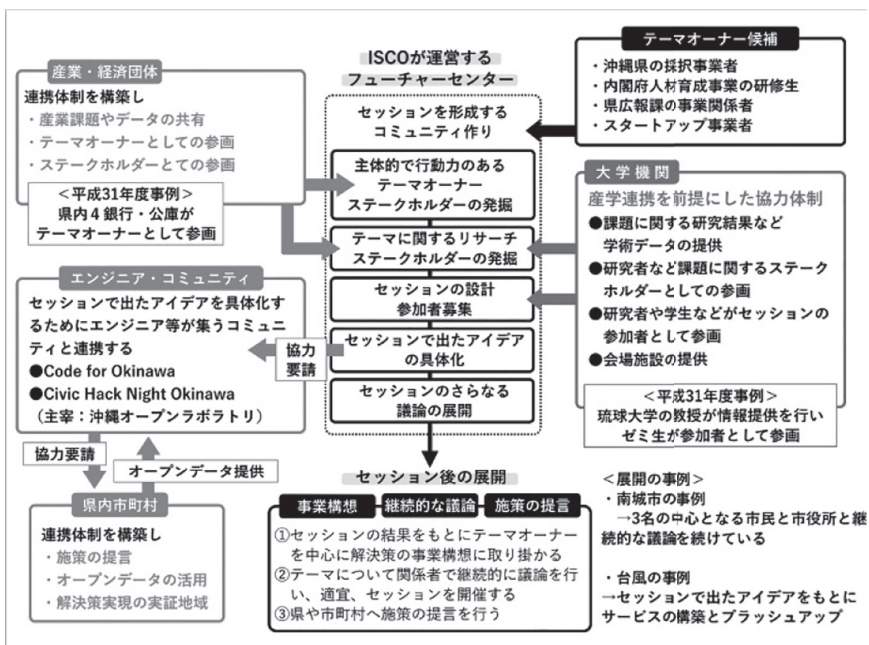 ISCOが運営する
フューチャーセンター
セッションを形成する
コミュニティ作り
主体的で行動力のある
テーマオーナー
ステークホルダーの発掘
テーマに関するリサーチ
ステークホルダーの発掘
セッションの設計
参加者募集
セッションで出たアイデア
の具体化
セッションのさらなる
議論の展開
産業・経済団体
連携体制を構築し
・産業課題やデータの共有
・テーマオーナーとしての参画
・ステークホルダーとての参画
<平成31年度事例>
県内4銀行・公庫が
テーマオーナーとして参画
テーマオーナー候補
・沖縄県の採択事業者
・内閣府人材育成事業の研修生
・県広報課の事業関係者
・スタートアップ事業者
大学機関
産学連携を前提にした協力体制
●課題に関する研究結果など
学術データの提供
●研究者など課題に関するステーク
ホルダーとしての参画
●研究者や学生などがセッションの
参加者として参画
●会場施設の提供
<平成31年度事例>
琉球大学の教授が情報提供を行い
ゼミ生が参加者として参画
エンジニア・コミュニティ
セッションで出たアイデアを具体化す
るためにエンジニア等が集うコミュニ
ティと連携する
●Code for Okinawa
●Civic Hack Night Okinawa
(主宰：沖縄オープンラボラトリ)
協力
要請
協力要請
オープンデータ提供
県内市町村
連携体制を構築し
・施策の提言
・オープンデータの活用
・解決策実現の実証地域
セッション後の展開
事業構想
継続的な議論
施策の提言
①セッションの結果をもとにテーマオーナー
を中心に解決策の事業構想に取り掛かる
②テーマについて関係者で継続的に議論を行
い、適宜、セッションを開催する
③県や市町村へ施策の提言を行う
<展開の事例>
・南城市の事例
→3名の中心となる市民と市役所と継
続的な議論を続けている
・台風の事例
→セッションで出たアイデアをもとに
サービスの構築とブラッシュアップ